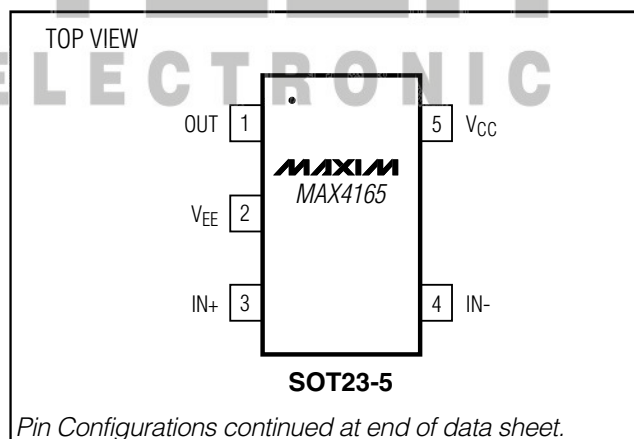 TOP VIEW
ELECTRONIC
OUT 1
5 VCC
MAXIM
MAX4165
VEE 2
IN+ 3
4 IN-
SOT23-5
Pin Configurations continued at end of data sheet.